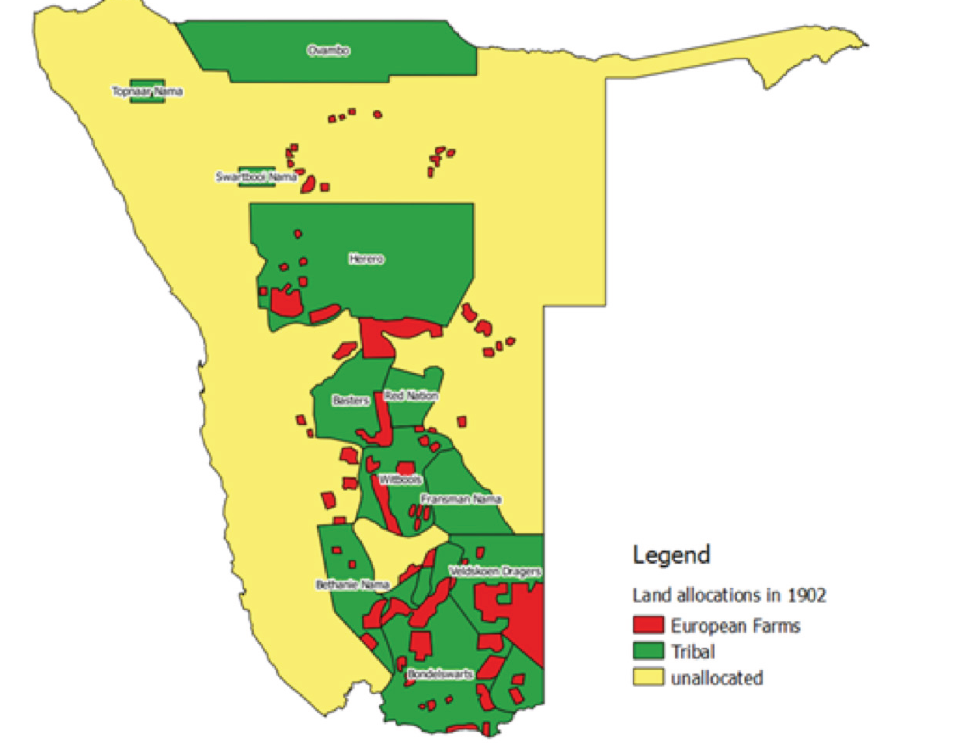 Ovambo
Topnaar Nama
Swartbooi Nama
Herero
Basters
Red Nation
Witboois
Fransman Nama
Veldskoen Dragers
Bethanie Nama
Bondelswarts
Legend
Land allocations in 1902
European Farms
Tribal
unallocated